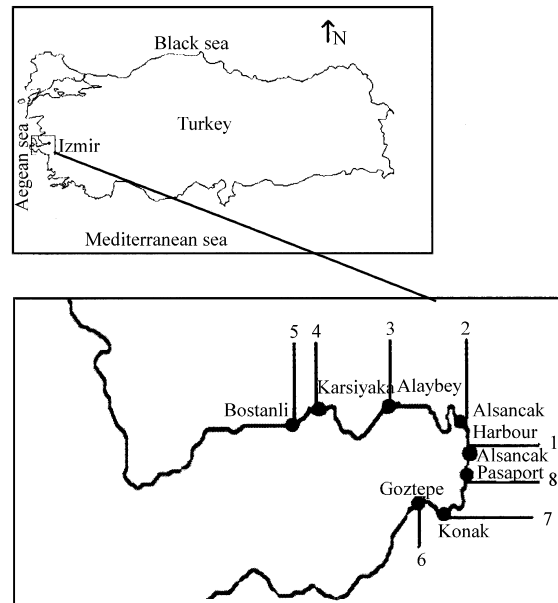 Black sea
N
Turkey
Aegean sea
Izmir
Mediterranean sea
5
4
3
2
Karsiyaka
Alaybey
Bostanli
Alsancak
Harbour
1
Alsancak
Pasaport
8
Goztepe
7
Konak
6